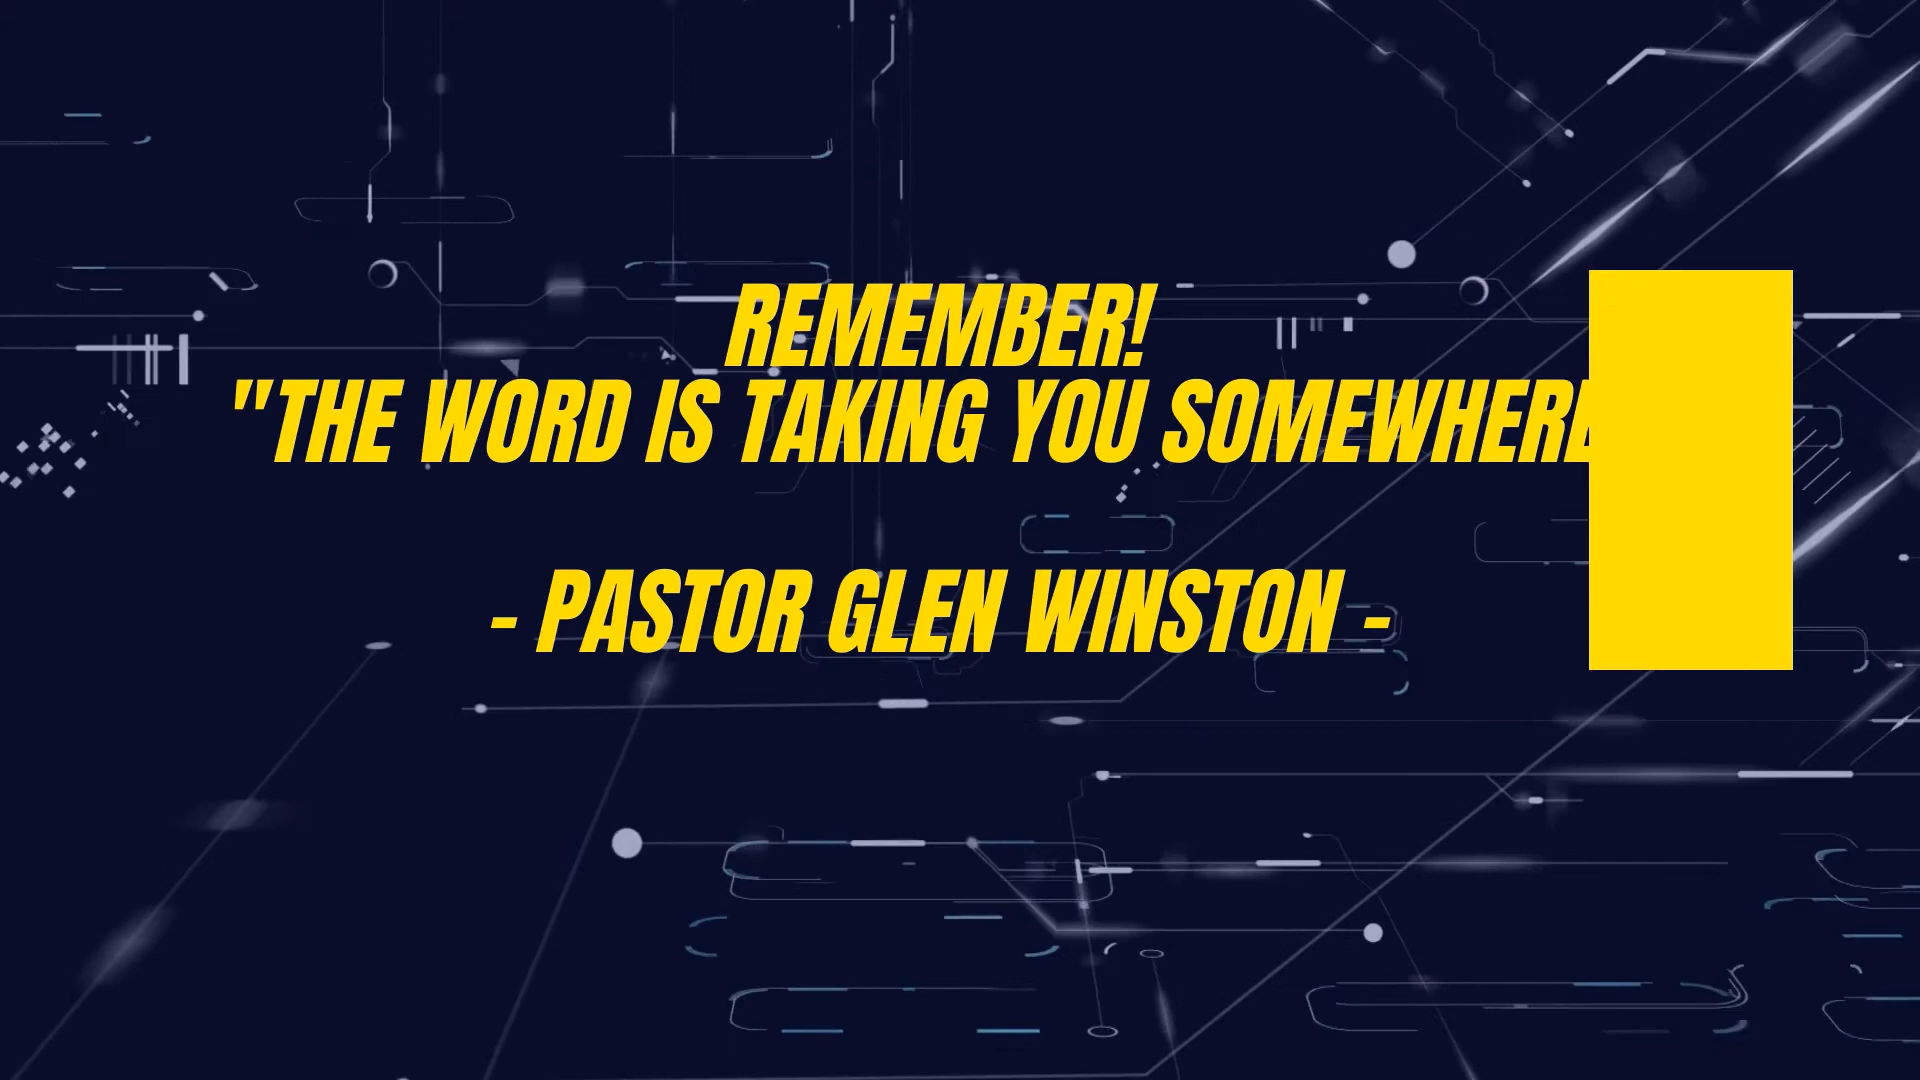 REMEMBER!
"THE WORD IS TAKING YOU SOMEWHERE
- PASTOR GLEN WINSTON -